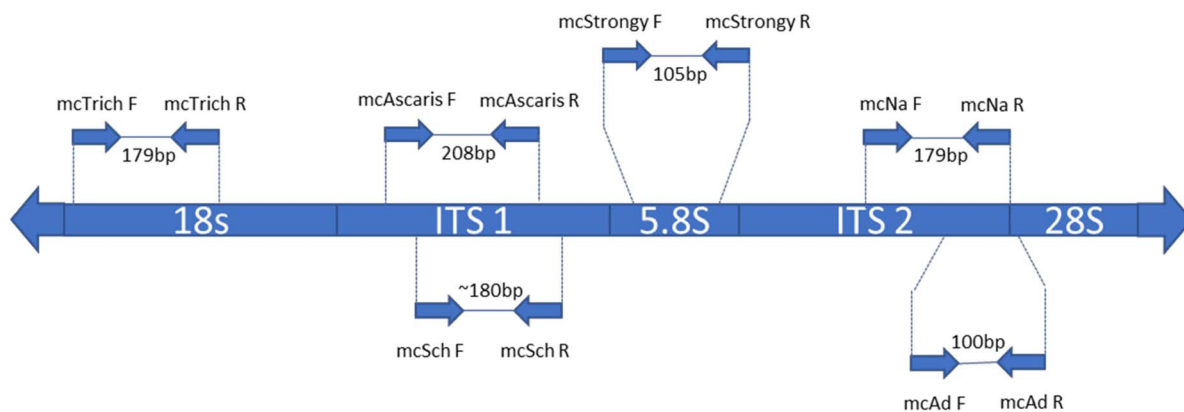 mcStrongy F mcStrongy R
105bp
mcTrich F mcTrich R
179bp
mcAscaris F mcAscaris R
208bp
mcNa F mcNa R
179bp
18s ITS 1 5.8S ITS 2 28S
~180bp
mcSch F mcSch R
100bp
mcAd F mcAd R